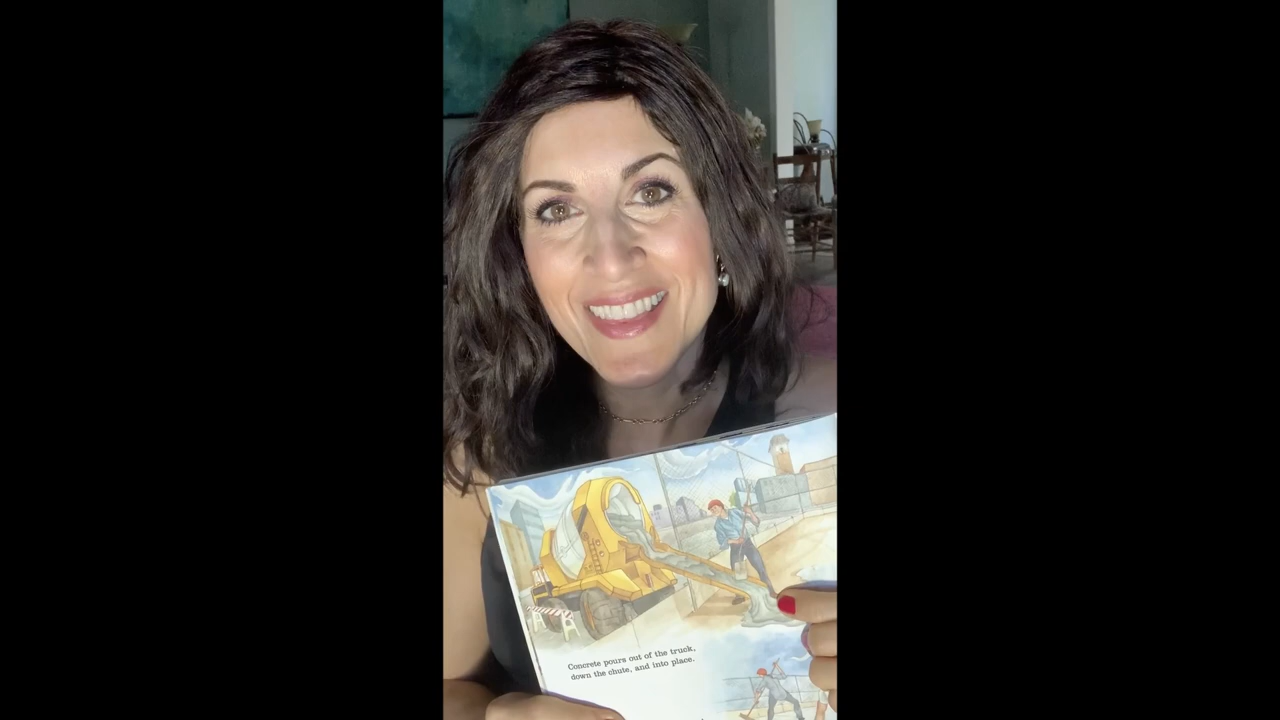 Concrete pours out of the truck,
down the chute, and into place.